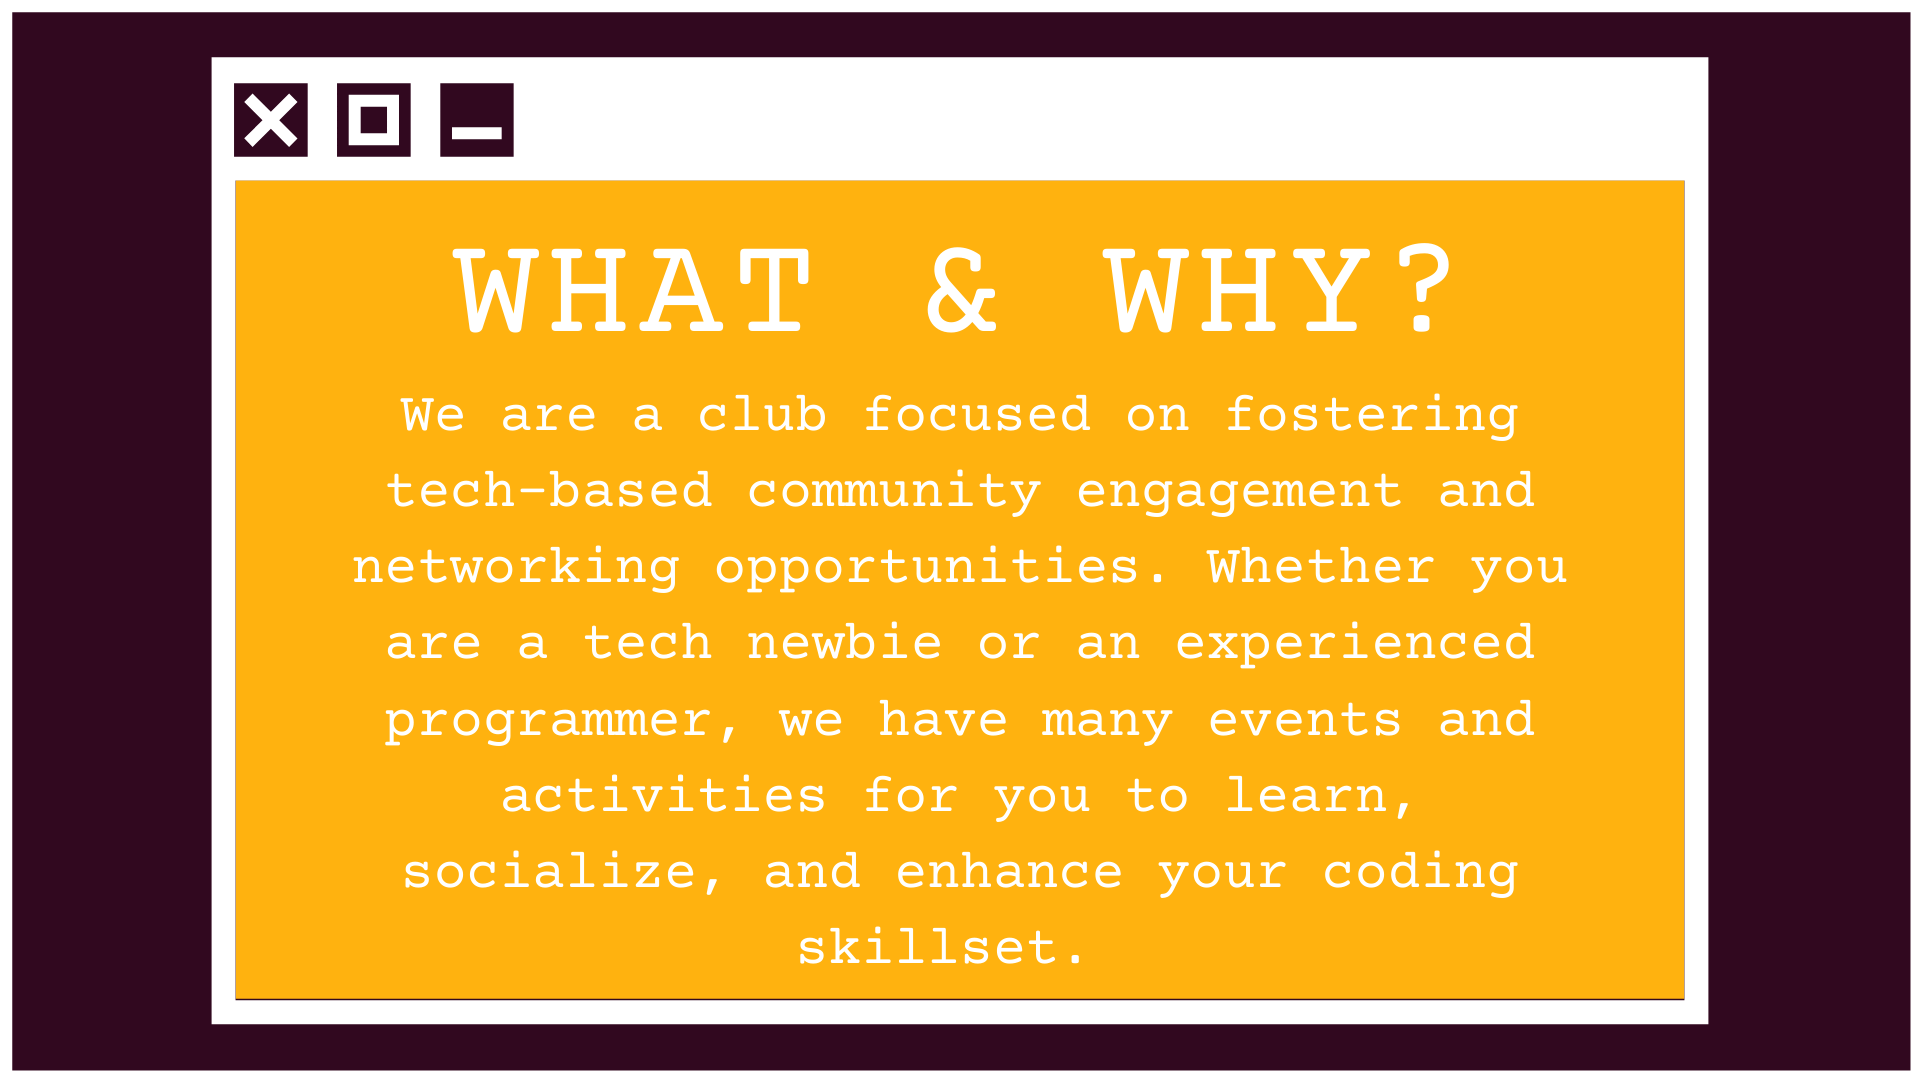 WHAT & WHY?
We are a club focused on fostering
tech-based community engagement and
networking opportunities. Whether you
are a tech newbie or an experienced
programmer, we have many events and
activities for you to learn,
socialize, and enhance your coding
skillset.